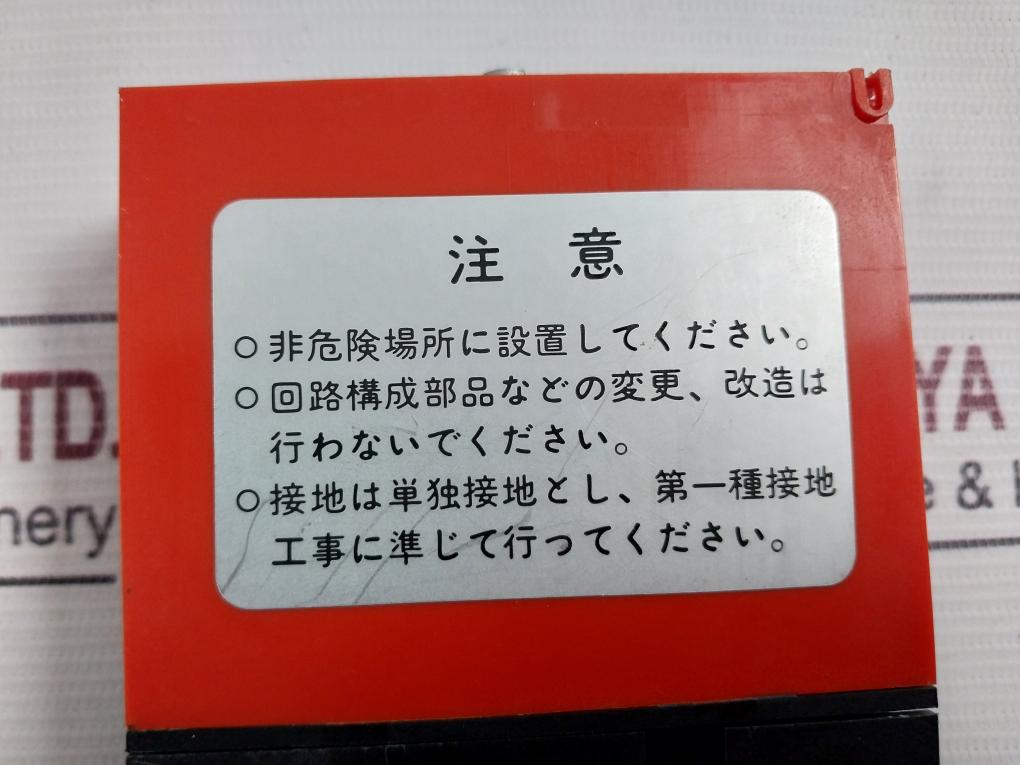 注 意
○非危険場所に設置してください。
○回路構成部品などの変更、改造は
行わないでください。
○接地は単独接地とし、第一種接地
工事に準じて行ってください。
TD.
YA
nery
e &